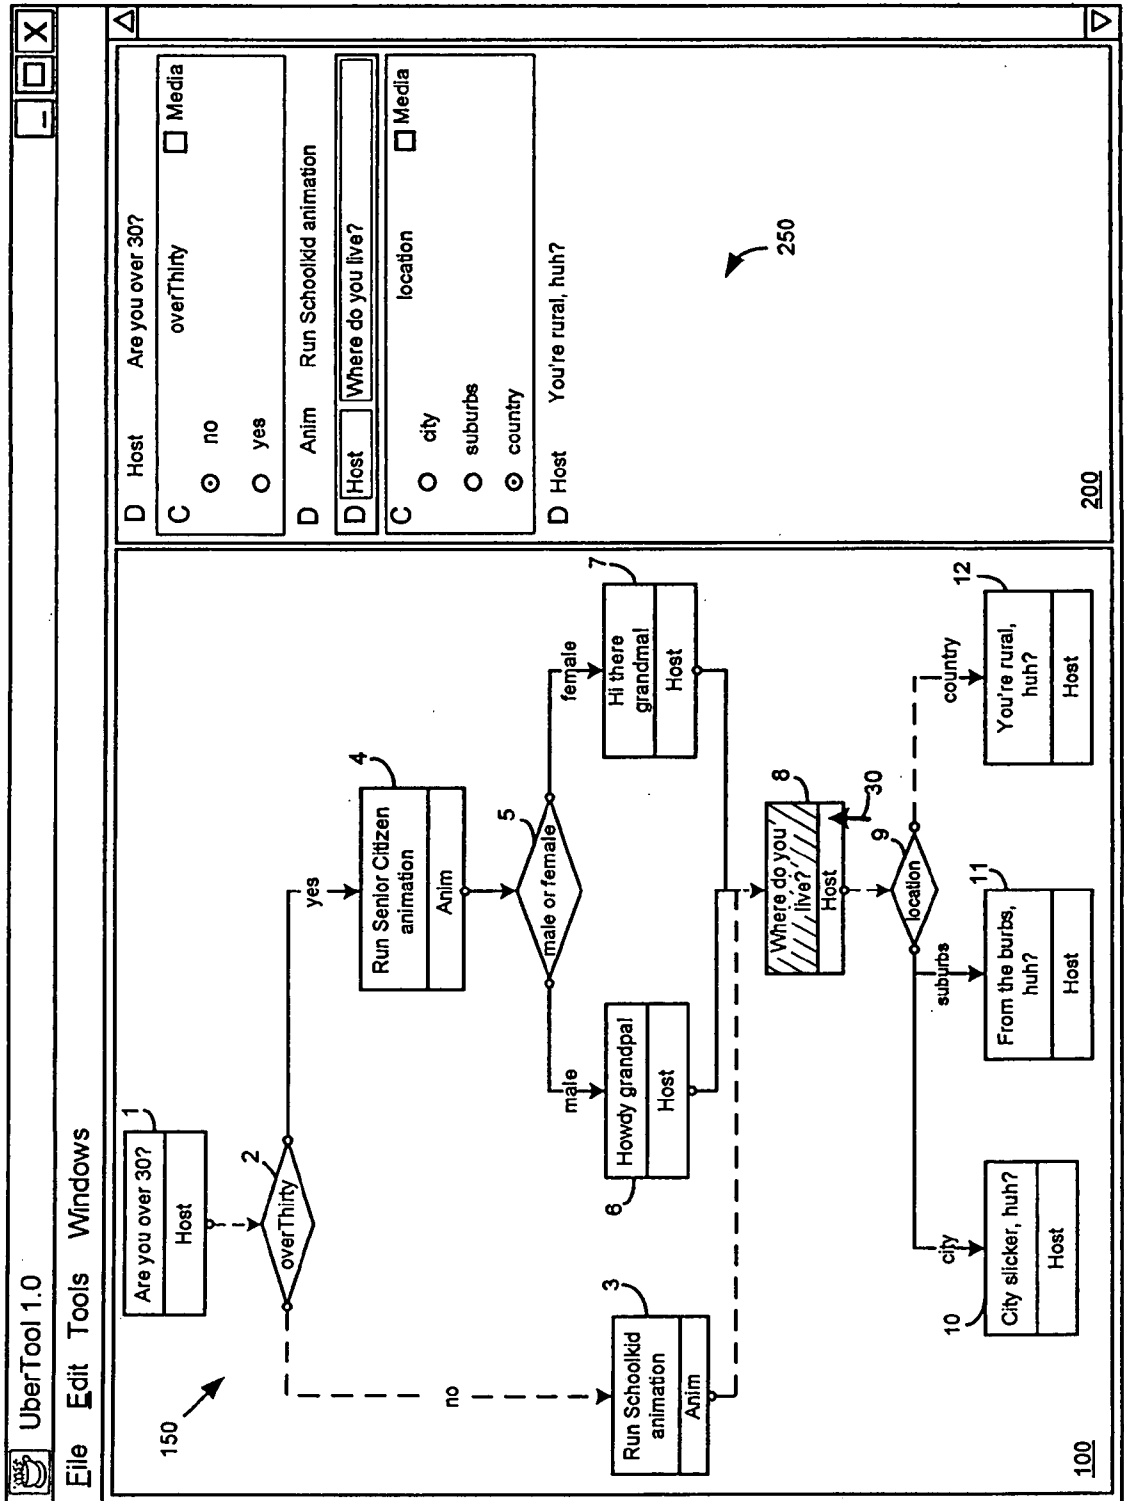 UberTool 1.0
_ X
File Edit Tools Windows
150
Are you over 30?
Host
1
overThirty
2
no
yes
Run Schoolkid
animation
Anim
3
Run Senior Citizen
animation
Anim
4
male or female
5
male
female
Howdy grandpa!
Host
6
Hi there
grandma!
Host
7
Where do you
live?
Host
8
30
location
9
city
suburbs
country
City slicker, huh?
Host
10
From the burbs,
huh?
Host
11
You're rural,
huh?
Host
12
100
D Host Are you over 30?
C overThirty Media
no
yes
D Anim Run Schoolkid animation
D Host Where do you live?
C location Media
city
suburbs
country
D Host You're rural, huh?
250
200